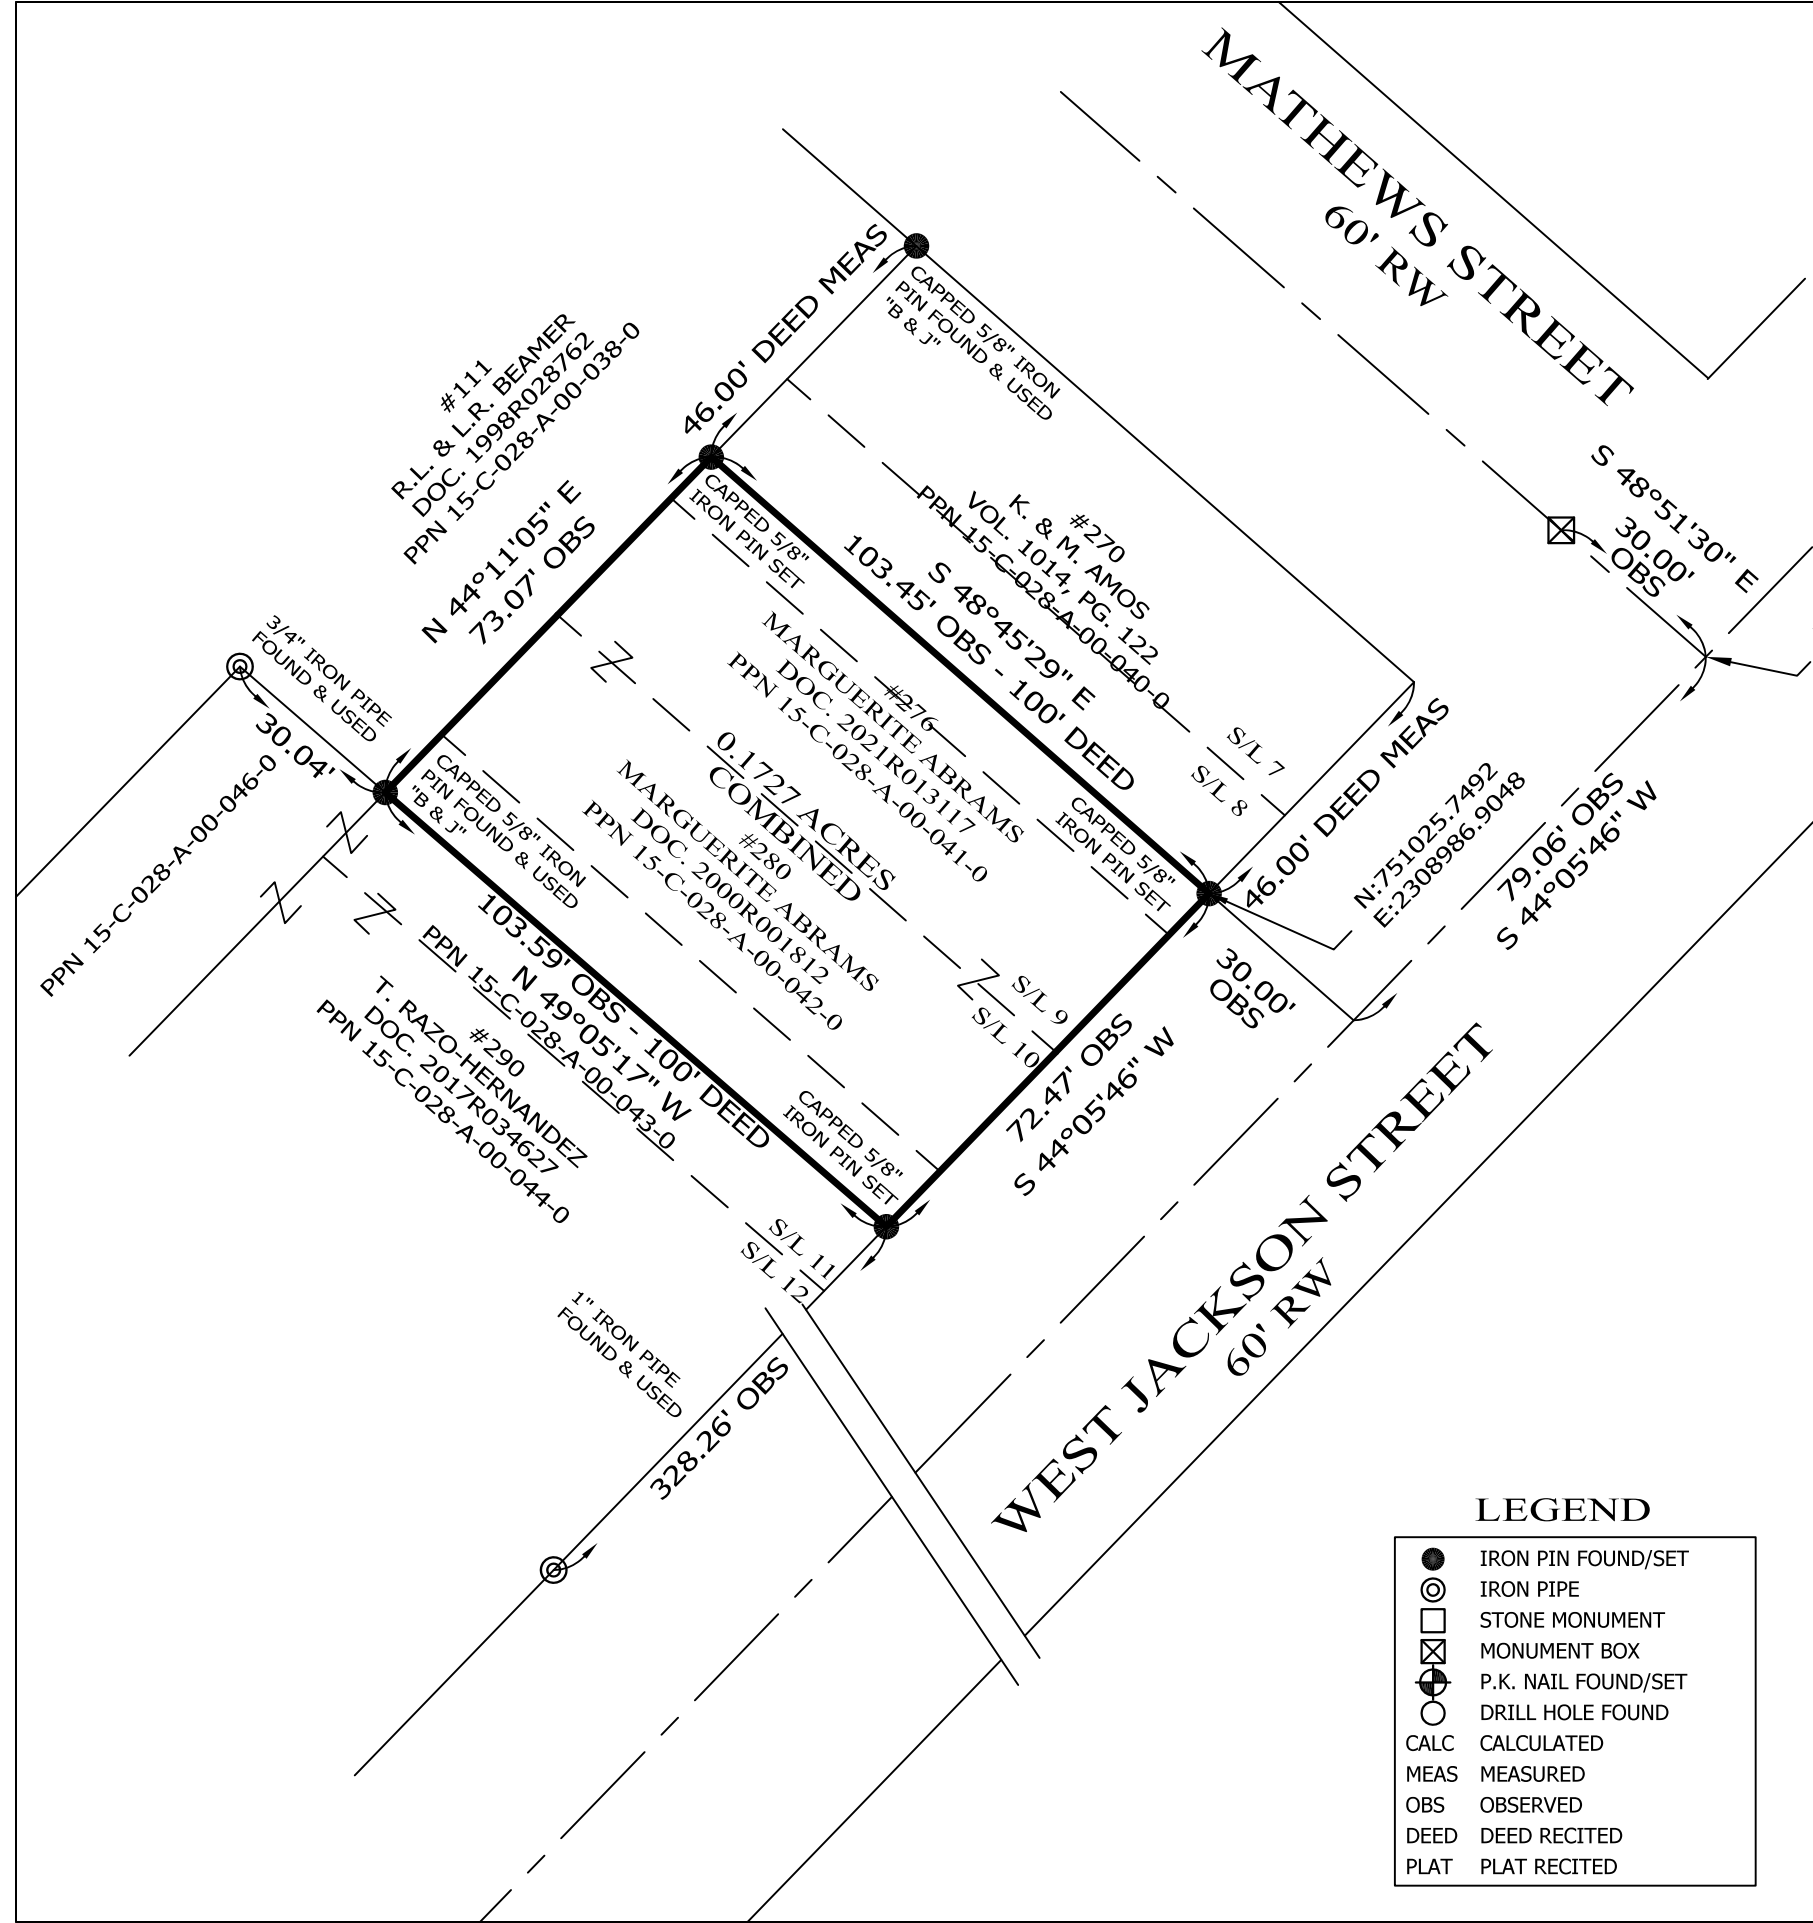 MATHEWS STREET
60' RW
S 48°51'30" E
30.00'
OBS
46.00' DEED MEAS
CAPPED 5/8" IRON
PIN FOUND & USED
"B & J"
#111
R.L. & L.R. BEAMER
DOC. 1998R028762
PPN 15-C-028-A-00-038-0
N 44°11'05" E
73.07' OBS
CAPPED 5/8"
IRON PIN SET
#270
K. & M. AMOS
VOL. 1014, PG. 122
PPN 15-C-028-A-00-040-0
S 48°45'29" E
103.45' OBS - 100' DEED
3/4" IRON PIPE
FOUND & USED
30.04'
PPN 15-C-028-A-00-046-0
#276
MARGUERITE ABRAMS
DOC. 2021R013117
PPN 15-C-028-A-00-041-0
0.1727 ACRES
COMBINED
#280
MARGUERITE ABRAMS
DOC. 2000R001812
PPN 15-C-028-A-00-042-0
S/L 7
S/L 8
CAPPED 5/8"
IRON PIN SET
46.00' DEED MEAS
N:751025.7492
E:2308986.9048
79.06' OBS
S 44°05'46" W
30.00'
OBS
CAPPED 5/8" IRON
PIN FOUND & USED
"B & J"
103.59' OBS - 100' DEED
N 49°05'17" W
PPN 15-C-028-A-00-043-0
#290
T. RAZO-HERNANDEZ
DOC. 2017R034627
PPN 15-C-028-A-00-044-0
S/L 9
S/L 10
72.47' OBS
S 44°05'46" W
CAPPED 5/8"
IRON PIN SET
S/L 11
S/L 12
1" IRON PIPE
FOUND & USED
328.26' OBS
WEST JACKSON STREET
60' RW
LEGEND
IRON PIN FOUND/SET
IRON PIPE
STONE MONUMENT
MONUMENT BOX
P.K. NAIL FOUND/SET
DRILL HOLE FOUND
CALC CALCULATED
MEAS MEASURED
OBS OBSERVED
DEED DEED RECITED
PLAT PLAT RECITED